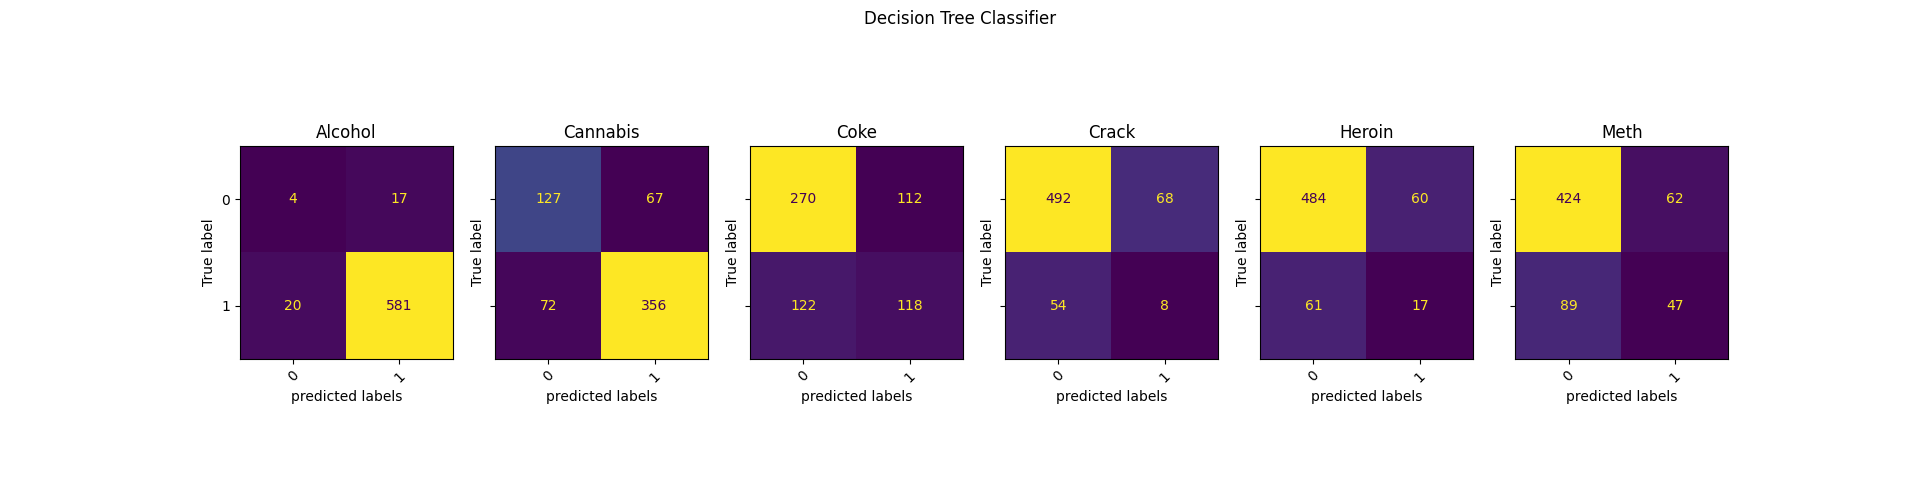 Decision Tree Classifier
Alcohol Cannabis Coke Crack Heroin Meth
0 4 17 127 67 270 112 492 68 484 60 424 62
True label True label True label True label True label True label
1 20 581 72 356 122 118 54 8 61 17 89 47
0 1 0 1 0 1 0 1 0 1 0 1
predicted labels predicted labels predicted labels predicted labels predicted labels predicted labels